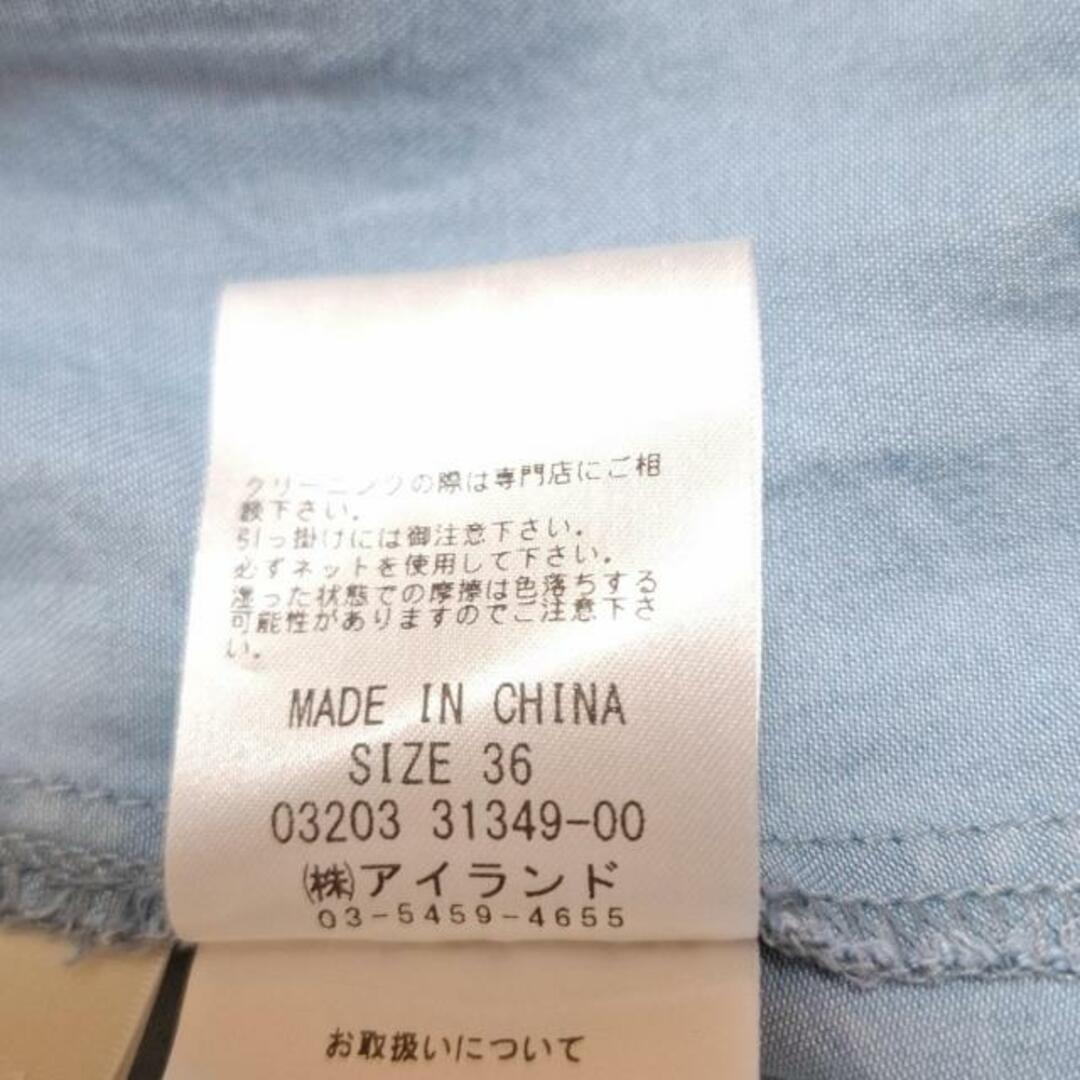 クリーニングの際は専門店にご相
談下さい.
引っ掛けには御注意下さい.
必ずネットを使用して下さい.
湿った状態での摩擦は色落ちする
可能性がありますのでご注意下さ
い.
MADE IN CHINA
SIZE 36
03203 31349-00
㈱アイランド
03-5459-4655
お取扱いについて